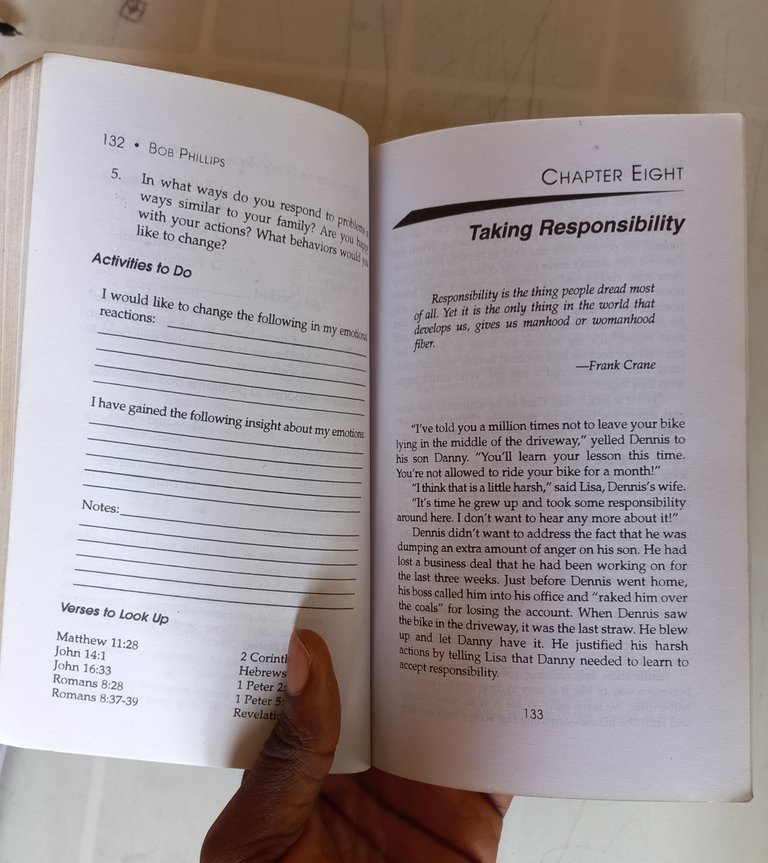 132 • BOB PHILLIPS
5. In what ways do you respond to problems
ways similar to your family? Are you happy
with your actions? What behaviors would you
like to change?
Activities to Do
I would like to change the following in my emotional
reactions:
I have gained the following insight about my emotions:
Notes:
Verses to Look Up
Matthew 11:28
John 14:1
John 16:33
Romans 8:28
Romans 8:37-39
2 Corinth
Hebrews
1 Peter 2:
1 Peter 5:
Revelatio
CHAPTER EIGHT
Taking Responsibility
Responsibility is the thing people dread most
of all. Yet it is the only thing in the world that
develops us, gives us manhood or womanhood
fiber.
—Frank Crane
"I've told you a million times not to leave your bike
lying in the middle of the driveway," yelled Dennis to
his son Danny. "You'll learn your lesson this time.
You're not allowed to ride your bike for a month!"
"I think that is a little harsh," said Lisa, Dennis's wife.
"It's time he grew up and took some responsibility
around here. I don't want to hear any more about it!"
Dennis didn't want to address the fact that he was
dumping an extra amount of anger on his son. He had
lost a business deal that he had been working on for
the last three weeks. Just before Dennis went home,
his boss called him into his office and "raked him over
the coals" for losing the account. When Dennis saw
the bike in the driveway, it was the last straw. He blew
up and let Danny have it. He justified his harsh
actions by telling Lisa that Danny needed to learn to
accept responsibility.
133